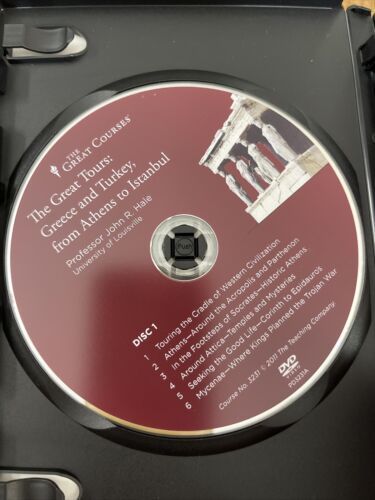 THE
GREAT COURSES®
The Great Tours:
Greece and Turkey,
from Athens to Istanbul
Professor John R. Hale
University of Louisville
Push
DISC 1
1 Touring the Cradle of Western Civilization
2 Athens—Around the Acropolis and Parthenon
3 In the Footsteps of Socrates—Historic Athens
4 Around Attica—Temples and Mysteries
5 Seeking the Good Life—Corinth to Epidauros
6 Mycenae—Where Kings Planned the Trojan War
Course No. 3231 © 2011 The Teaching Company.
DVD
VIDEO
PD3231A